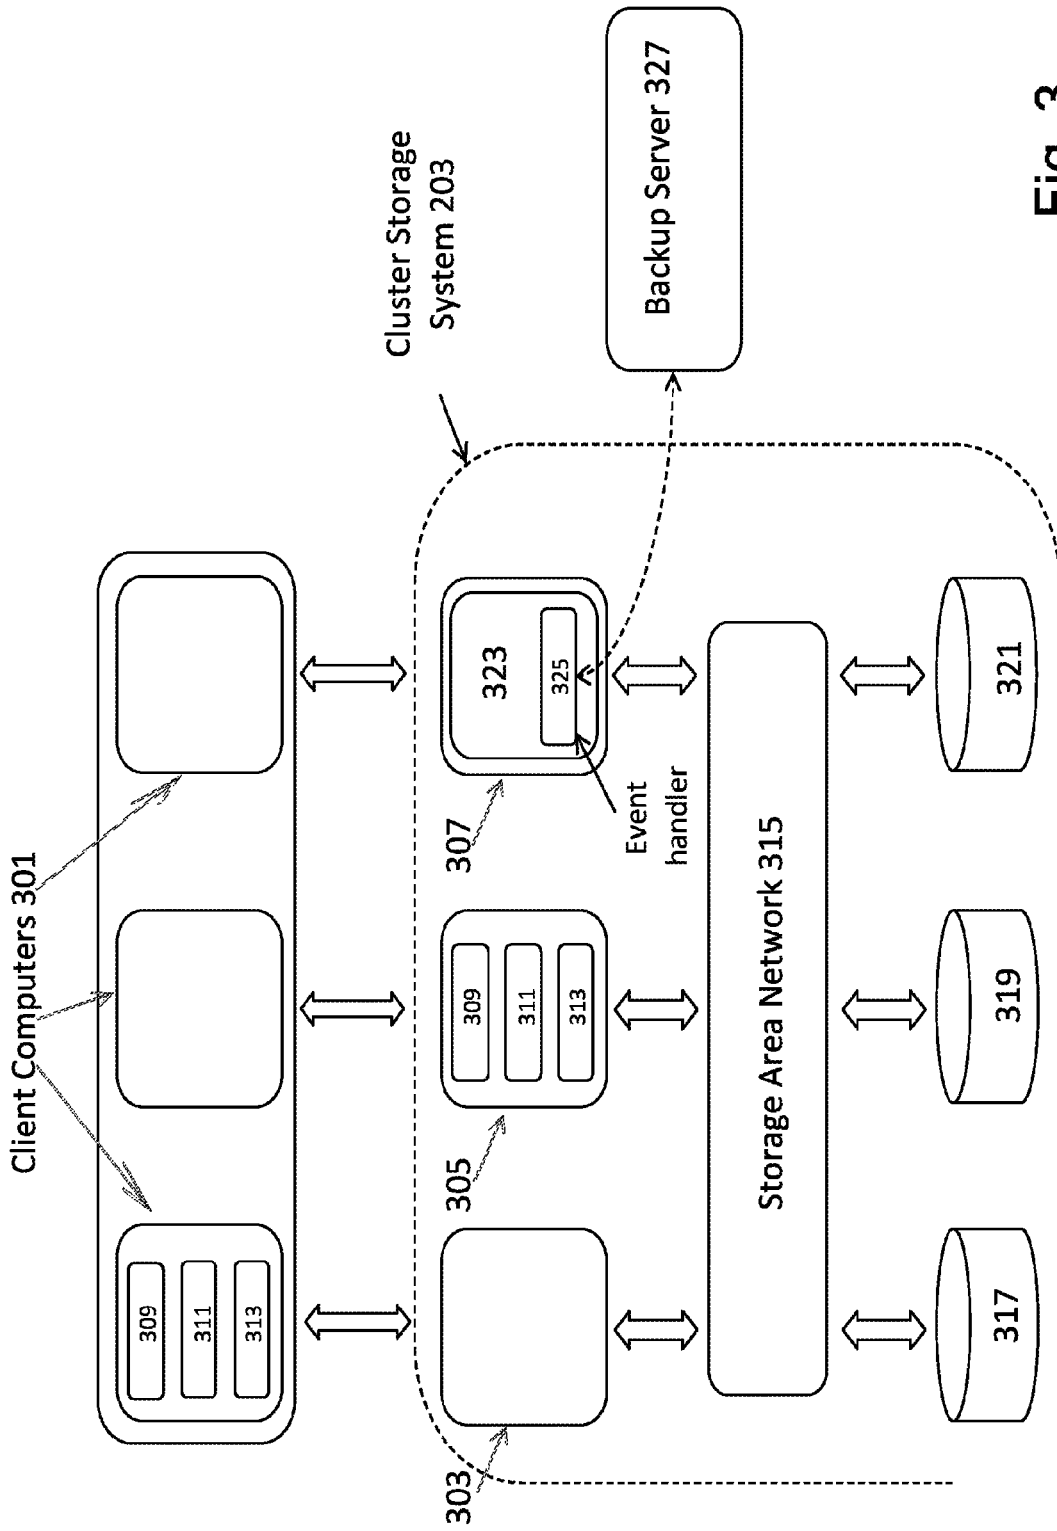 Client Computers 301
309
311
313
Cluster Storage
System 203
303
305
307
309
311
313
323
325
Event
handler
Backup Server 327
Storage Area Network 315
317
319
321
Fig. 3